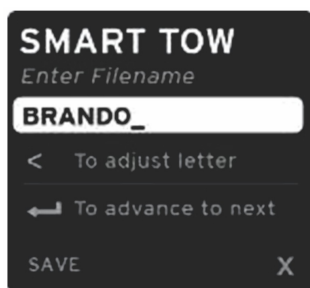 SMART TOW
Enter Filename
BRANDO_
< To adjust letter
↵ To advance to next
SAVE X